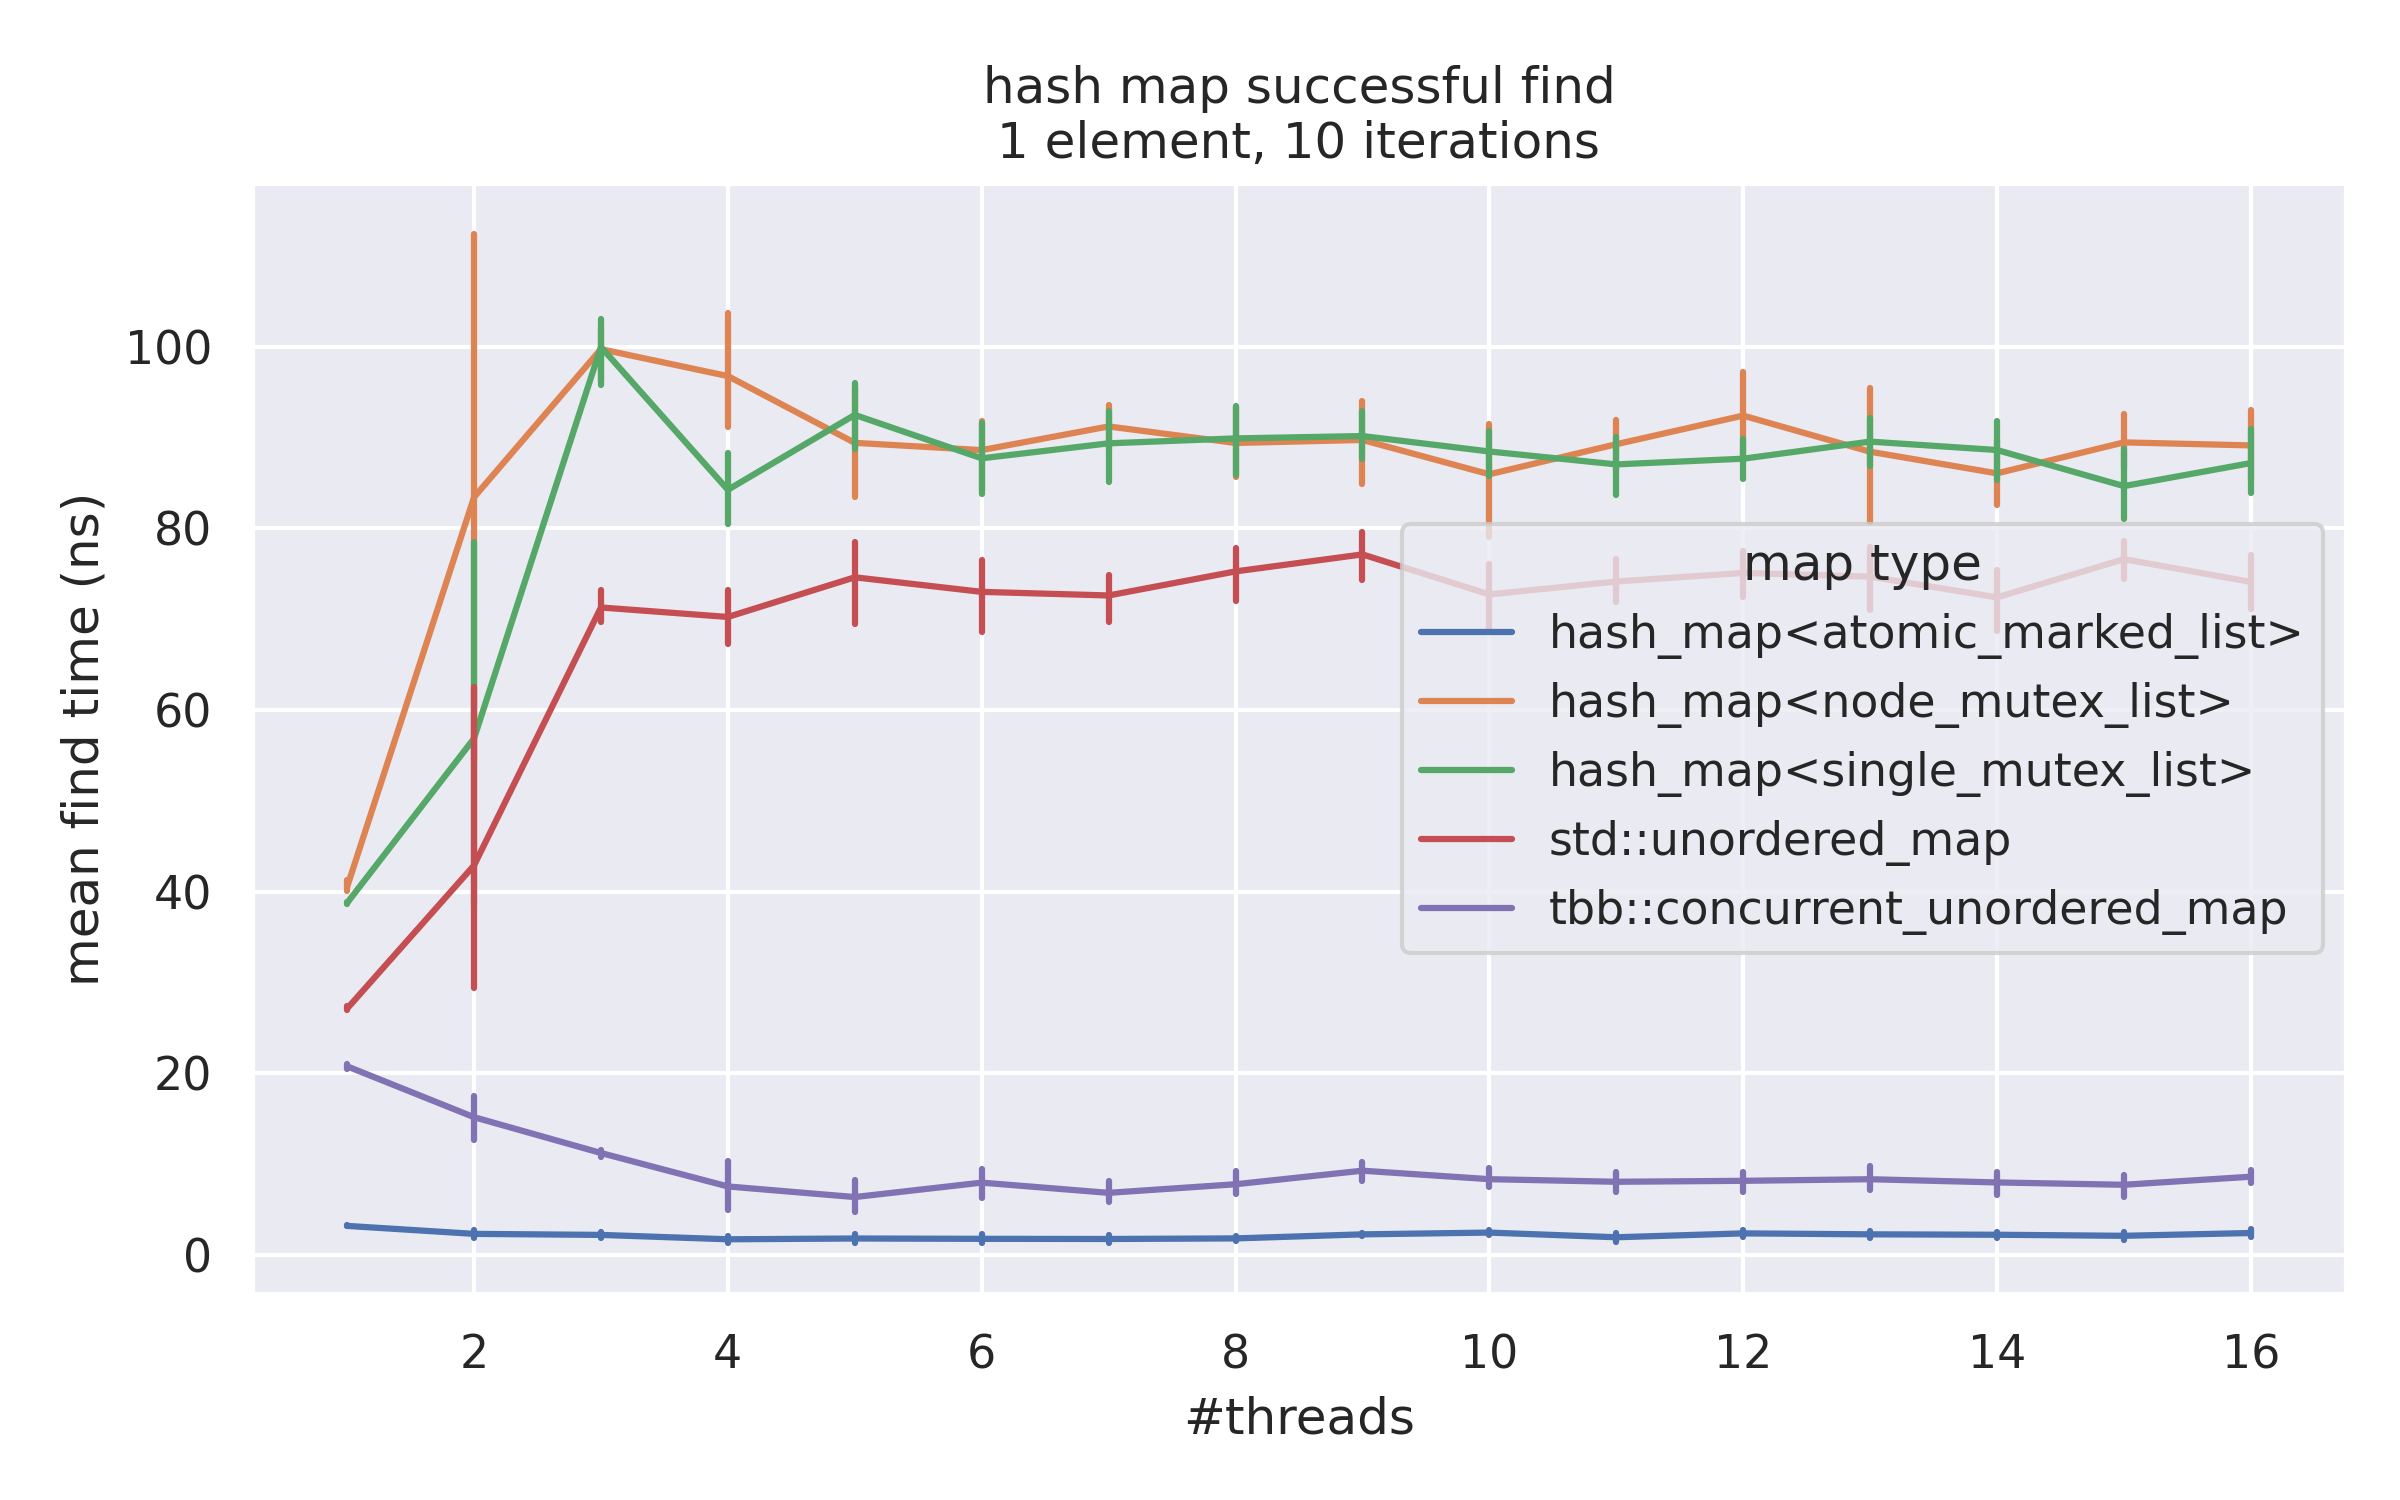 hash map successful find
1 element, 10 iterations
mean find time (ns)
100
80
60
40
20
0
map type
hash_map<atomic_marked_list>
hash_map<node_mutex_list>
hash_map<single_mutex_list>
std::unordered_map
tbb::concurrent_unordered_map
2 4 6 8 10 12 14 16
#threads